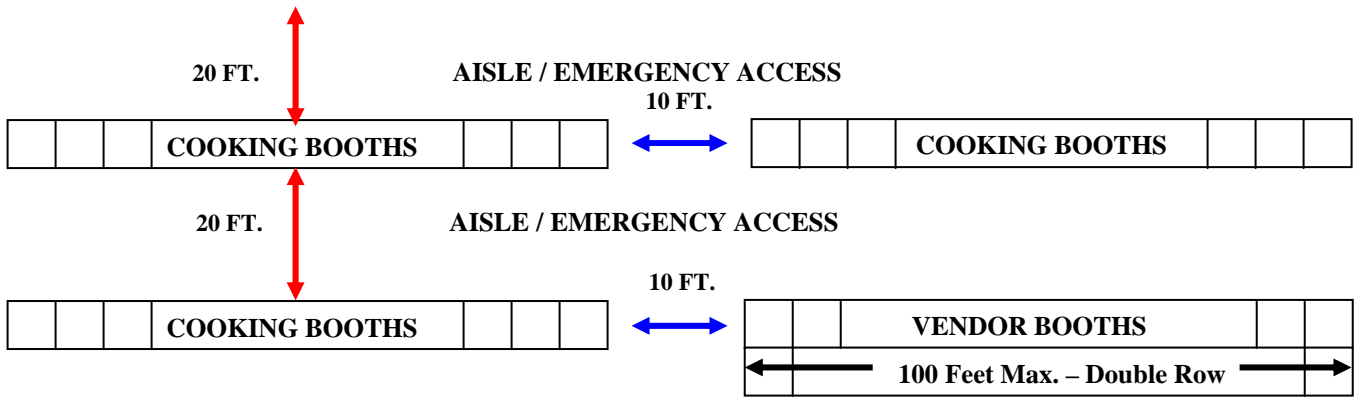 20 FT.
AISLE / EMERGENCY ACCESS
10 FT.
COOKING BOOTHS
COOKING BOOTHS
20 FT.
AISLE / EMERGENCY ACCESS
10 FT.
COOKING BOOTHS
VENDOR BOOTHS
100 Feet Max. – Double Row